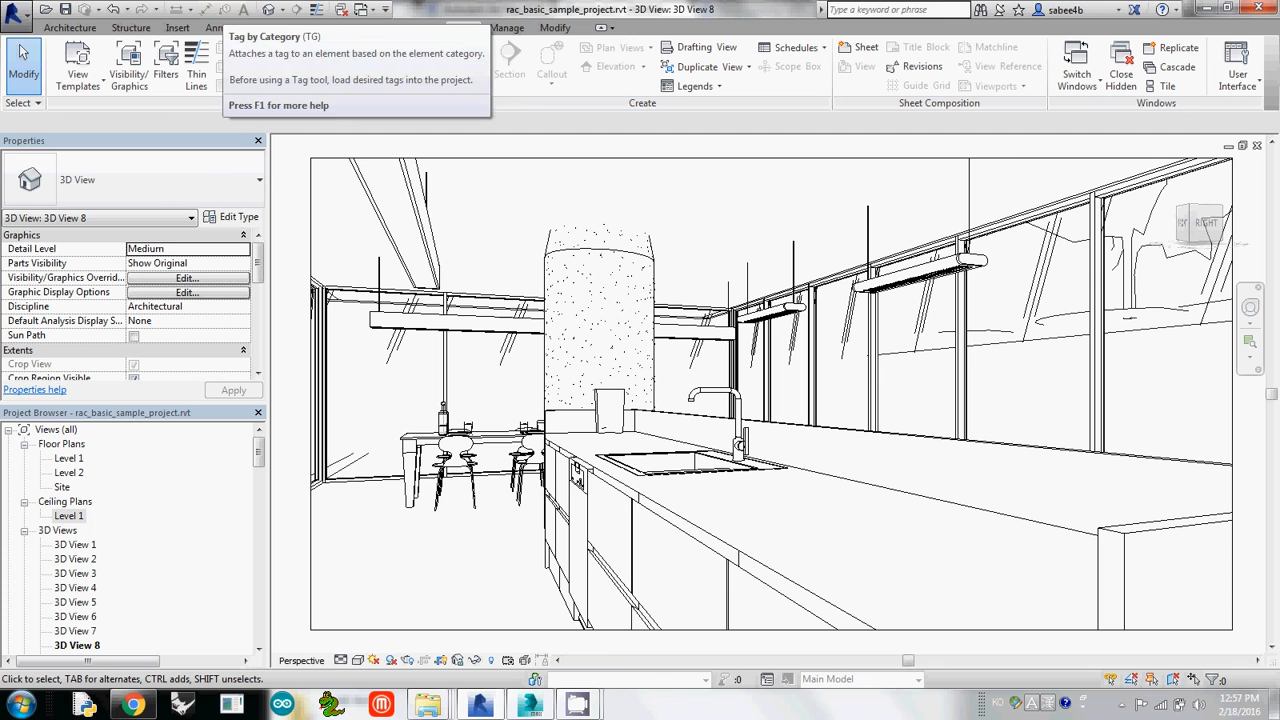 rac_basic_sample_project.rvt - 3D View: 3D View 8
Type a keyword or phrase
sabee4b
Architecture
Structure
Insert
Manage
Modify
Tag by Category (TG)
Attaches a tag to an element based on the element category.
Before using a Tag tool, load desired tags into the project.
Press F1 for more help
Modify
View
Templates
Visibility/
Graphics
Filters
Thin
Lines
Section
Callout
Plan Views
Elevation
Drafting View
Duplicate View
Legends
Schedules
Scope Box
Sheet
View
Title Block
Revisions
Guide Grid
Matchline
View Reference
Viewports
Switch
Windows
Close
Hidden
Replicate
Cascade
Tile
User
Interface
Select
Create
Sheet Composition
Windows
Properties
3D View
3D View: 3D View 8
Edit Type
Graphics
Detail Level
Medium
Parts Visibility
Show Original
Visibility/Graphics Overrid...
Edit...
Graphic Display Options
Edit...
Discipline
Architectural
Default Analysis Display S...
None
Sun Path
Extents
Crop View
Crop Region Visible
Properties help
Apply
Project Browser - rac_basic_sample_project.rvt
Views (all)
Floor Plans
Level 1
Level 2
Site
Ceiling Plans
Level 1
3D Views
3D View 1
3D View 2
3D View 3
3D View 4
3D View 5
3D View 6
3D View 7
3D View 8
RIGHT
Perspective
Click to select, TAB for alternates, CTRL adds, SHIFT unselects.
:0
Main Model
:0
KO
12:57 PM
2/18/2016